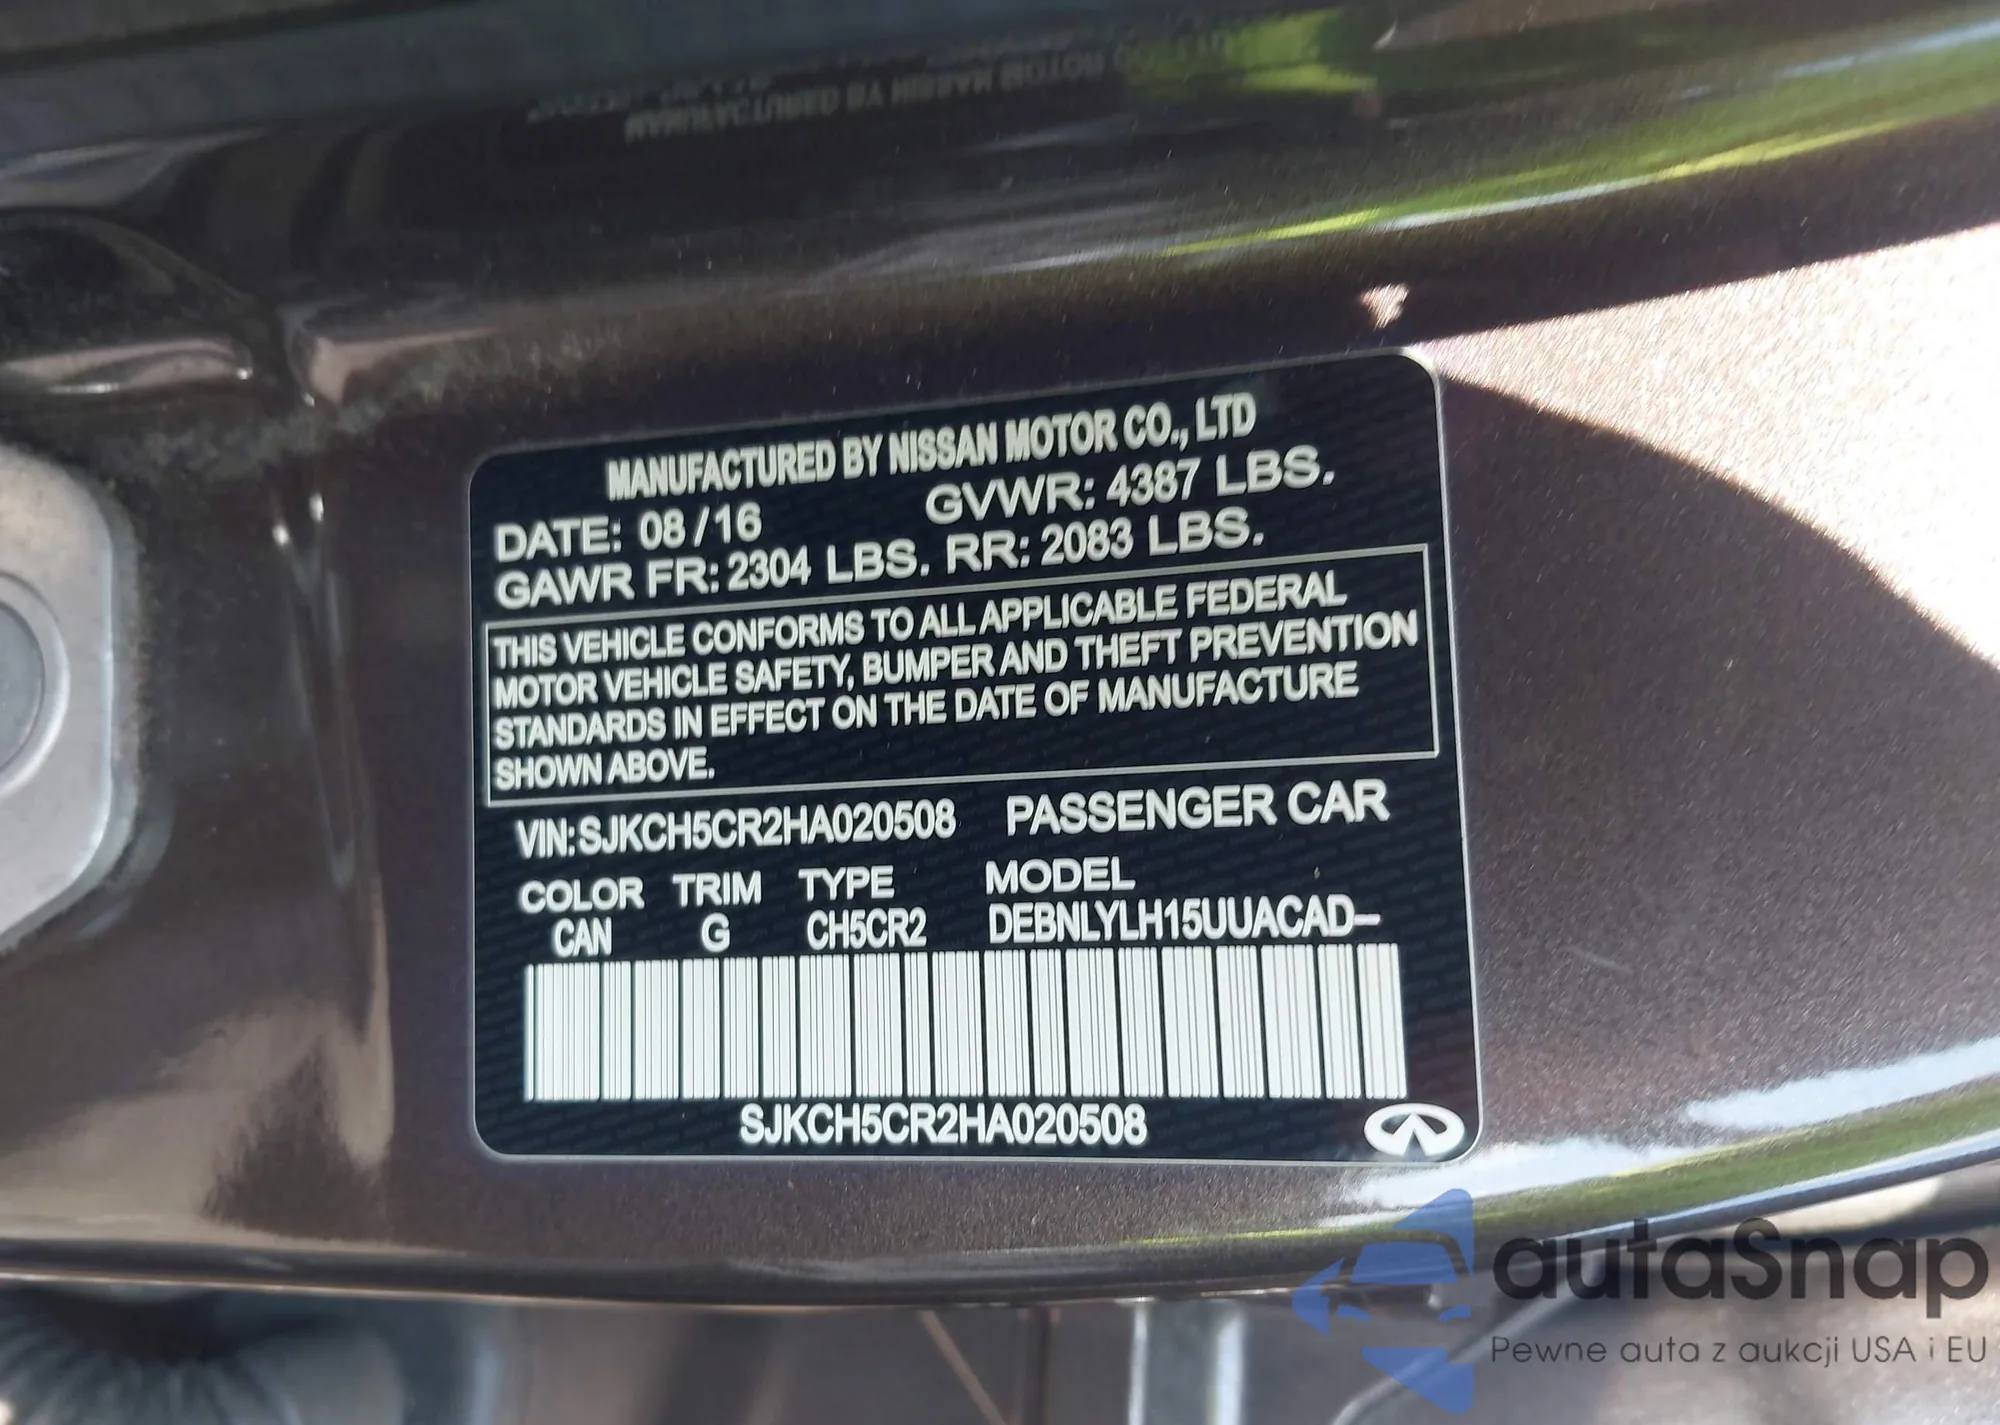 MANUFACTURED BY NISSAN MOTOR CO., LTD
DATE: 08/16 GVWR: 4387 LBS.
GAWR FR: 2304 LBS. RR: 2083 LBS.
THIS VEHICLE CONFORMS TO ALL APPLICABLE FEDERAL
MOTOR VEHICLE SAFETY, BUMPER AND THEFT PREVENTION
STANDARDS IN EFFECT ON THE DATE OF MANUFACTURE
SHOWN ABOVE.
VIN: SJKCH5CR2HA020508 PASSENGER CAR
COLOR TRIM TYPE MODEL
CAN G CH5CR2 DEBNLYLH15UUACAD-
SJKCH5CR2HA020508
autaSnap
Pewne auta z aukcji USA i EU